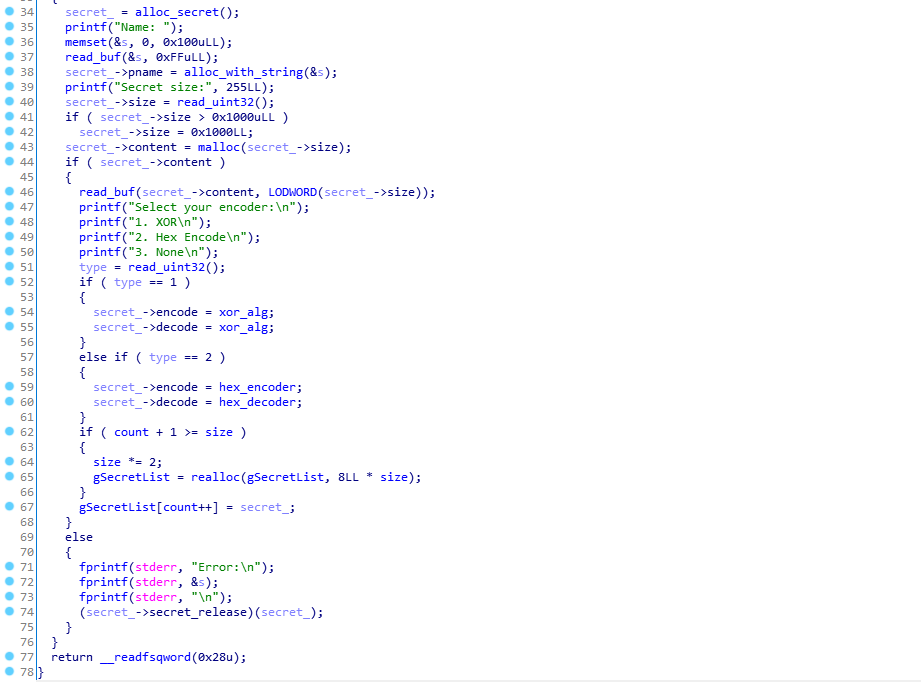 34 secret_ = alloc_secret();
35 printf("Name: ");
36 memset(&s, 0, 0x100uLL);
37 read_buf(&s, 0xFFuLL);
38 secret_->pname = alloc_with_string(&s);
39 printf("Secret size:", 255LL);
40 secret_->size = read_uint32();
41 if ( secret_->size > 0x1000uLL )
42 secret_->size = 0x1000LL;
43 secret_->content = malloc(secret_->size);
44 if ( secret_->content )
45 {
46 read_buf(secret_->content, LODWORD(secret_->size));
47 printf("Select your encoder:\n");
48 printf("1. XOR\n");
49 printf("2. Hex Encode\n");
50 printf("3. None\n");
51 type = read_uint32();
52 if ( type == 1 )
53 {
54 secret_->encode = xor_alg;
55 secret_->decode = xor_alg;
56 }
57 else if ( type == 2 )
58 {
59 secret_->encode = hex_encoder;
60 secret_->decode = hex_decoder;
61 }
62 if ( count + 1 >= size )
63 {
64 size *= 2;
65 gSecretList = realloc(gSecretList, 8LL * size);
66 }
67 gSecretList[count++] = secret_;
68 }
69 else
70 {
71 fprintf(stderr, "Error:\n");
72 fprintf(stderr, &s);
73 fprintf(stderr, "\n");
74 (secret_->secret_release)(secret_);
75 }
76 }
77 return __readfsqword(0x28u);
78 }